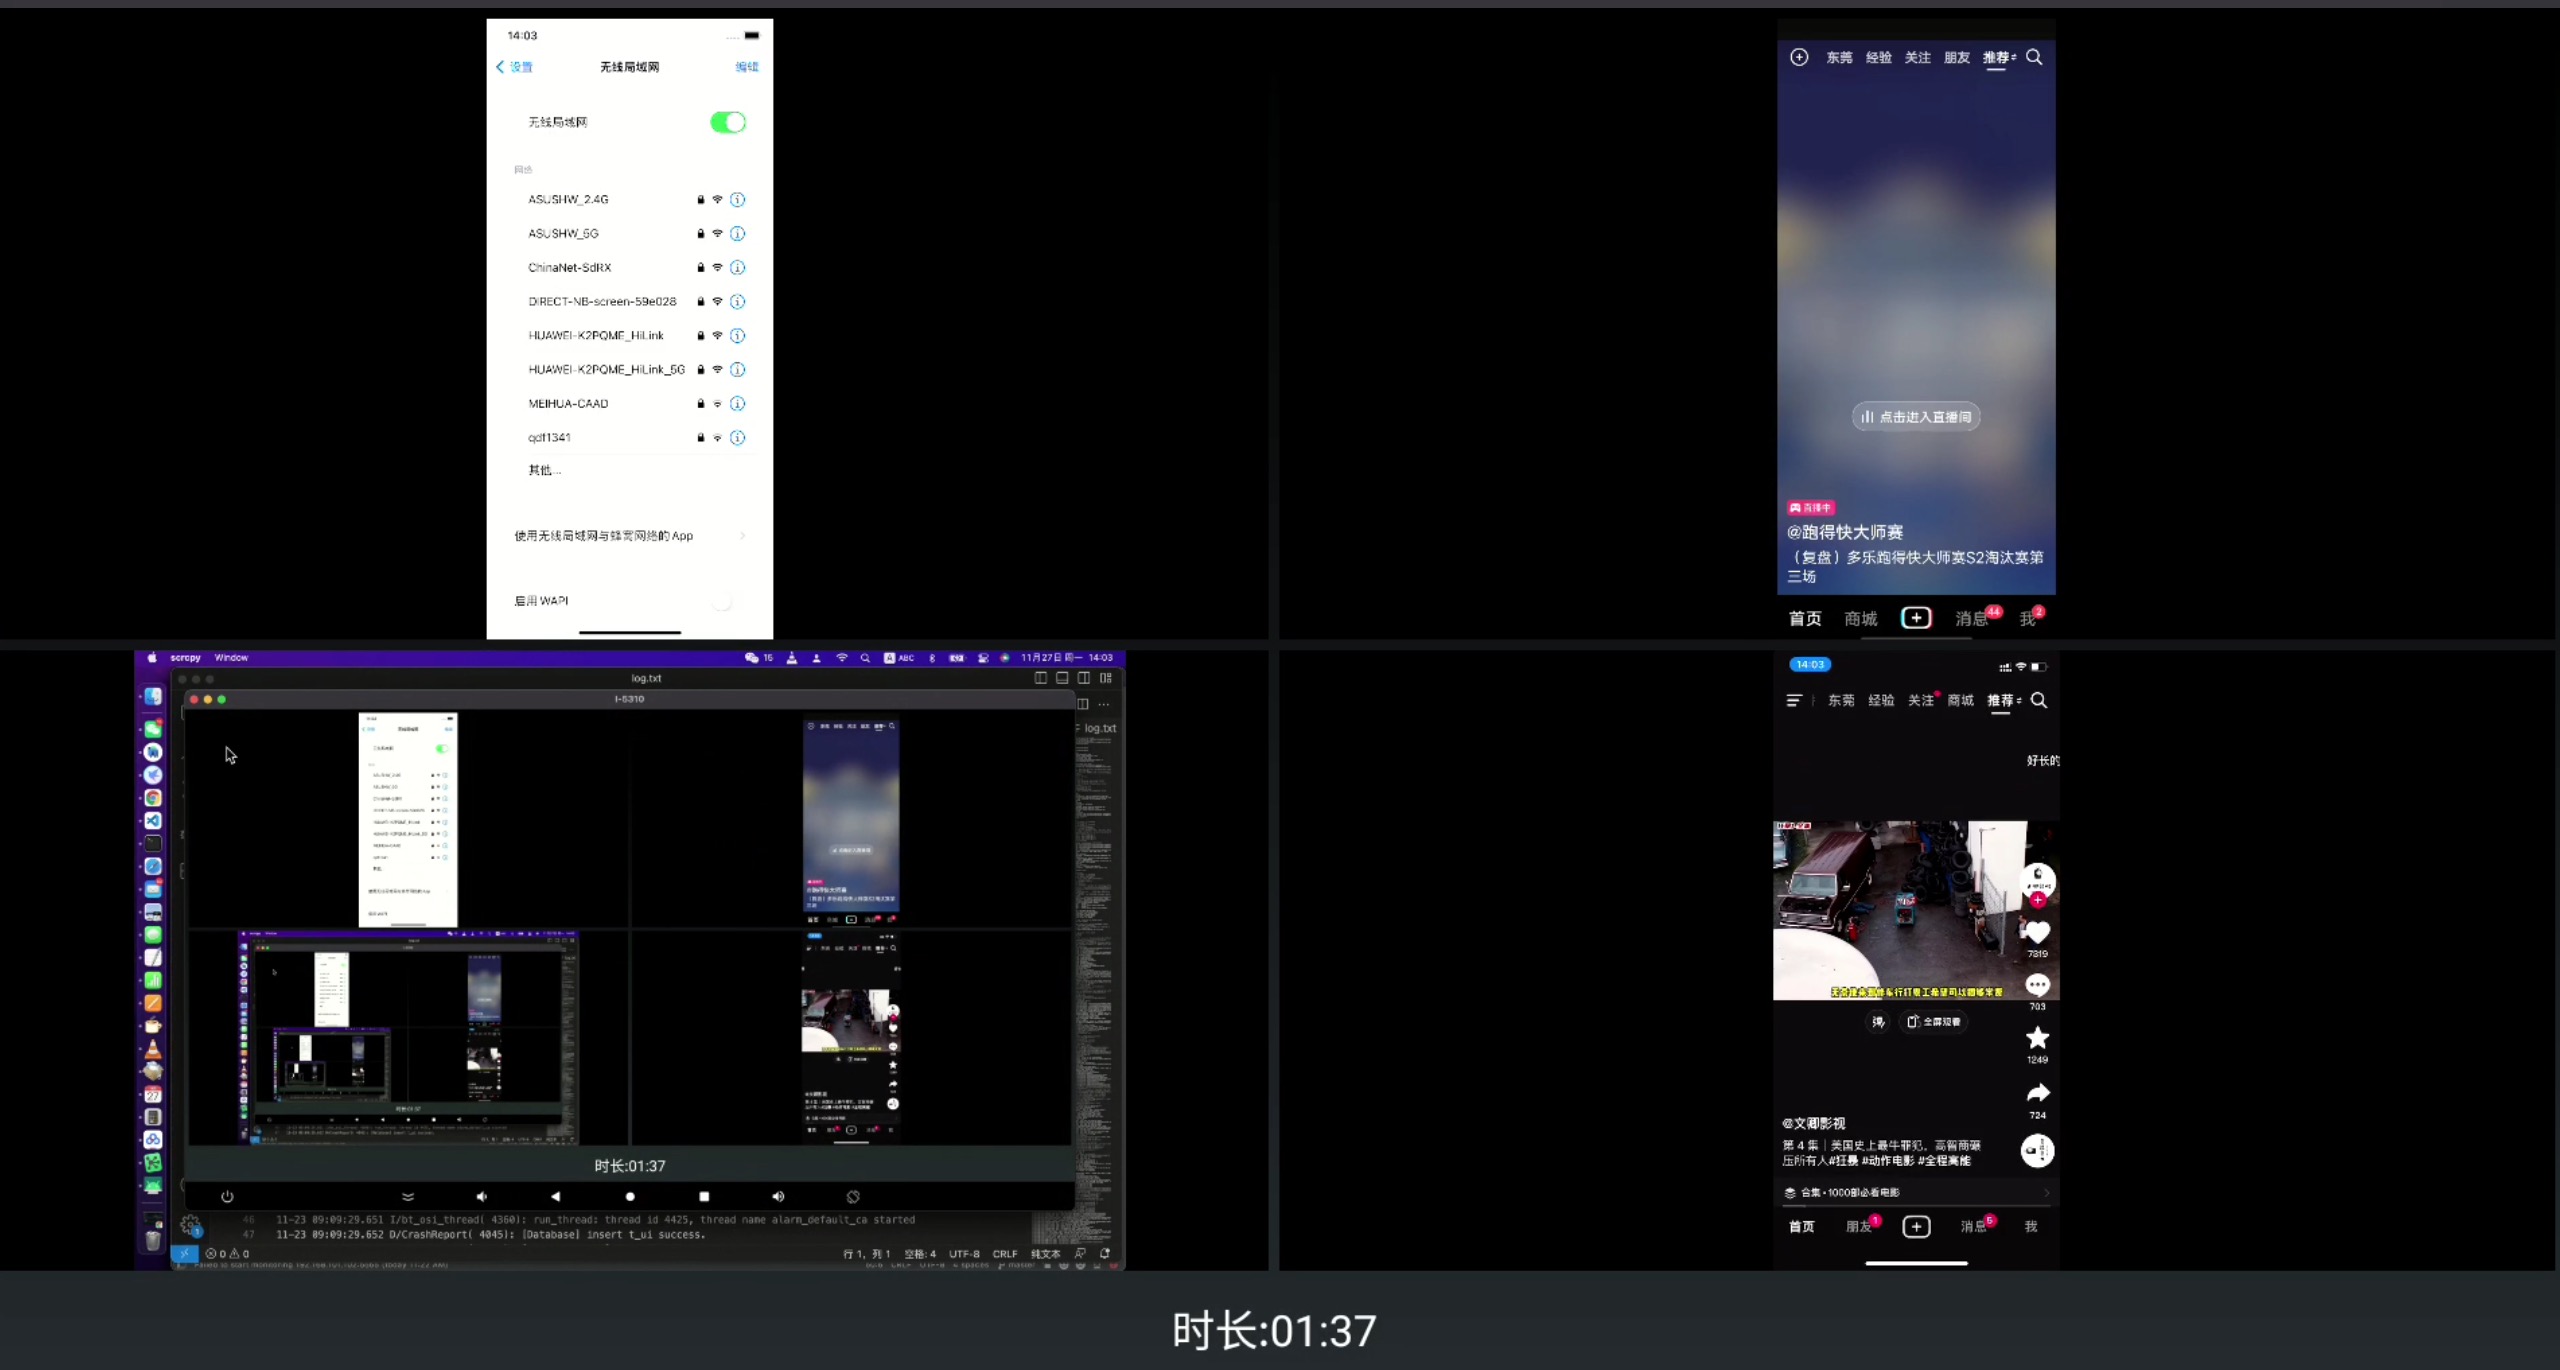 14:03
设置
无线局域网
编辑
无线局域网
网络
ASUSHW_2.4G
ASUSHW_5G
ChinaNet-SdRX
DIRECT-NB-screen-59e028
HUAWEI-K2PQME_HiLink
HUAWEI-K2PQME_HiLink_5G
MEIHUA-CAAD
qdf1341
其他...
使用无线局域网与蜂窝网络的 App
启用 WAPI
东莞 经验 关注 朋友 推荐
点击进入直播间
直播中
@跑得快大师赛
（复盘）多乐跑得快大师赛S2淘汰赛第
三场
首页 商城 消息 44 我 2
scrcpy Window
15 ABC 11月27日 周一 14:03
log.txt
I-5310
log.txt
时长:01:37
时长:01:37
46 11-23 09:09:29.651 I/bt_osi_thread( 4360): run_thread: thread id 4425, thread name alarm_default_ca started
47 11-23 09:09:29.652 D/CrashReport( 4045): [Database] insert t_ui success.
0 0 行 1，列 1 空格: 4 UTF-8 CRLF 纯文本
14:03
东莞 经验 关注 商城 推荐
好长的
全屏观看
7319
703
1249
724
@文卿影视
第 4 集｜美国史上最牛罪犯，高智商碾
压所有人#狂暴 #动作电影 #全程高能
合集·1000部必看电影
首页 朋友 1 消息 5 我
时长:01:37